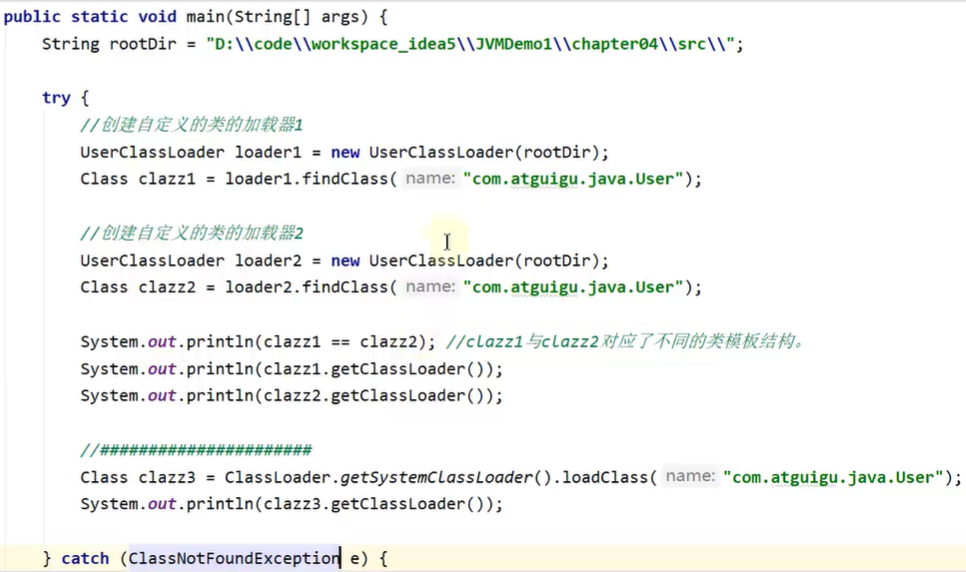 public static void main(String[] args) {
String rootDir = "D:\\code\\workspace_idea5\\JVMDemo1\\chapter04\\src\\";
try {
//创建自定义的类的加载器1
UserClassLoader loader1 = new UserClassLoader(rootDir);
Class clazz1 = loader1.findClass( name: "com.atguigu.java.User");
//创建自定义的类的加载器2
UserClassLoader loader2 = new UserClassLoader(rootDir);
Class clazz2 = loader2.findClass( name: "com.atguigu.java.User");
System.out.println(clazz1 == clazz2); //clazz1与clazz2对应了不同的类模板结构。
System.out.println(clazz1.getClassLoader());
System.out.println(clazz2.getClassLoader());
//######################
Class clazz3 = ClassLoader.getSystemClassLoader().loadClass( name: "com.atguigu.java.User");
System.out.println(clazz3.getClassLoader());
} catch (ClassNotFoundException e) {